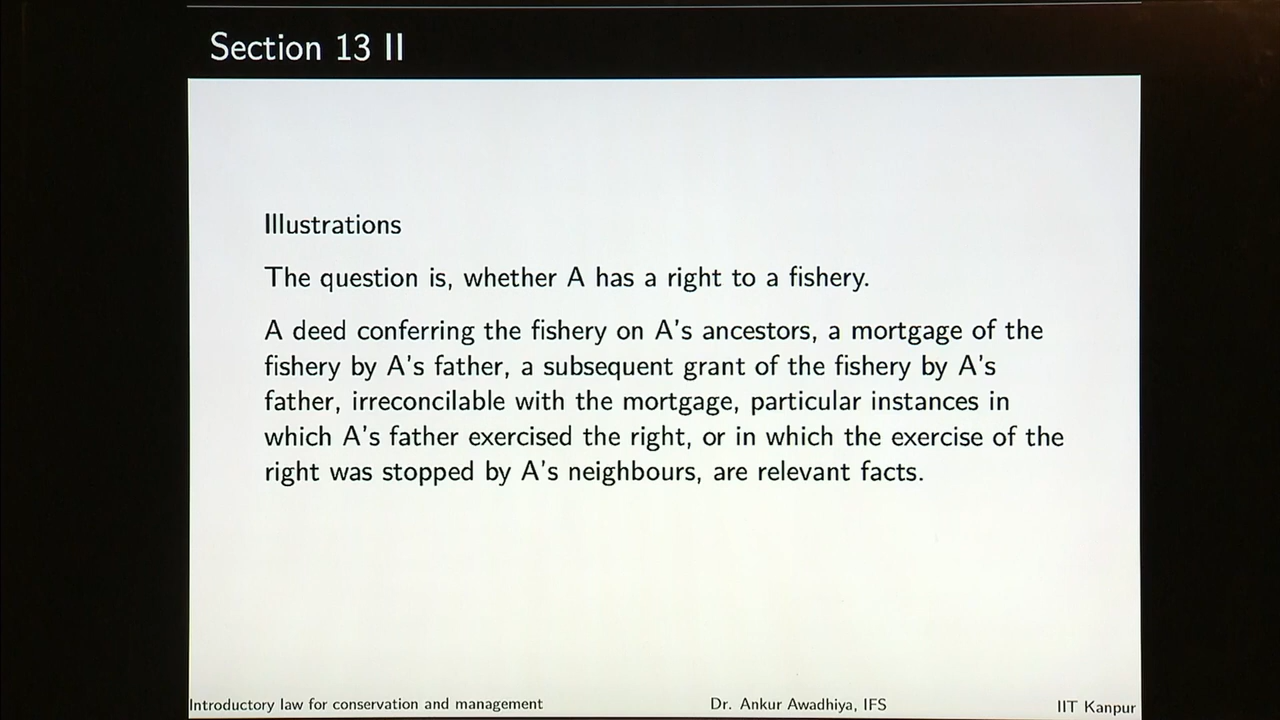 Section 13 II
Illustrations
The question is, whether A has a right to a fishery.
A deed conferring the fishery on A's ancestors, a mortgage of the
fishery by A's father, a subsequent grant of the fishery by A's
father, irreconcilable with the mortgage, particular instances in
which A's father exercised the right, or in which the exercise of the
right was stopped by A's neighbours, are relevant facts.
Introductory law for conservation and management Dr. Ankur Awadhiya, IFS IIT Kanpur